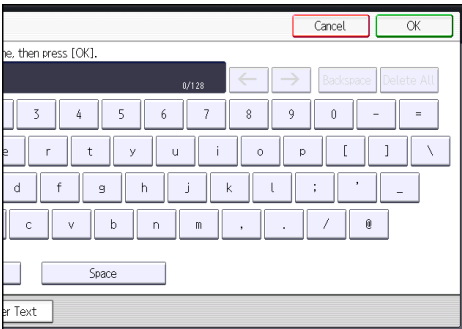 Cancel OK
ne, then press [OK].
0/128 ← → Backspace Delete All
3 4 5 6 7 8 9 0 - =
e r t y u i o p [ ] \
d f g h j k l ; ' _
c v b n m , . / @
Space
er Text